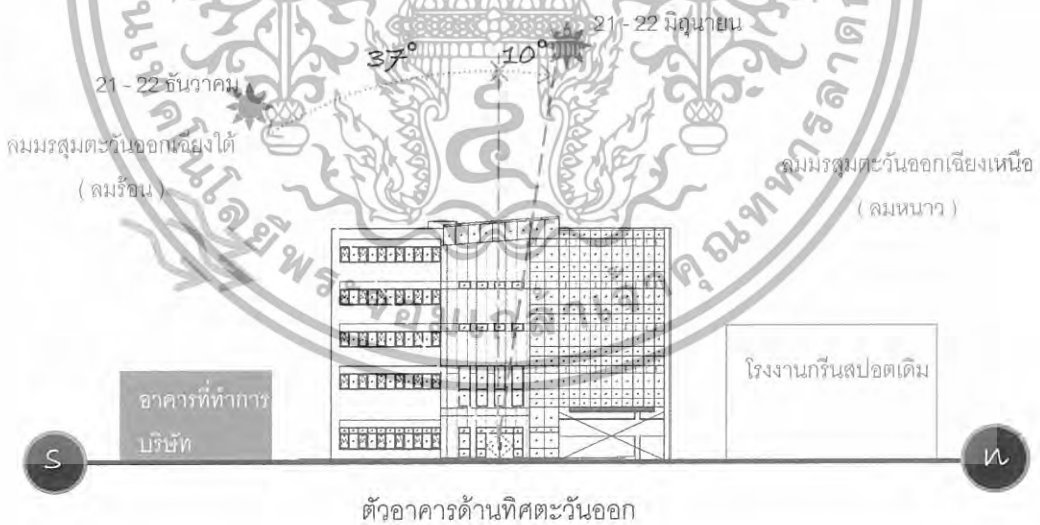 21 - 22 มิถุนายน
37°
10°
21 - 22 ธันวาคม
ลมมรสุมตะวันออกเฉียงใต้
( ลมร้อน )
ลมมรสุมตะวันออกเฉียงเหนือ
( ลมหนาว )
โรงงานกรีนสปอตเดิม
อาคารที่ทำการ
บริษัท
S
N
ตัวอาคารด้านทิศตะวันออก